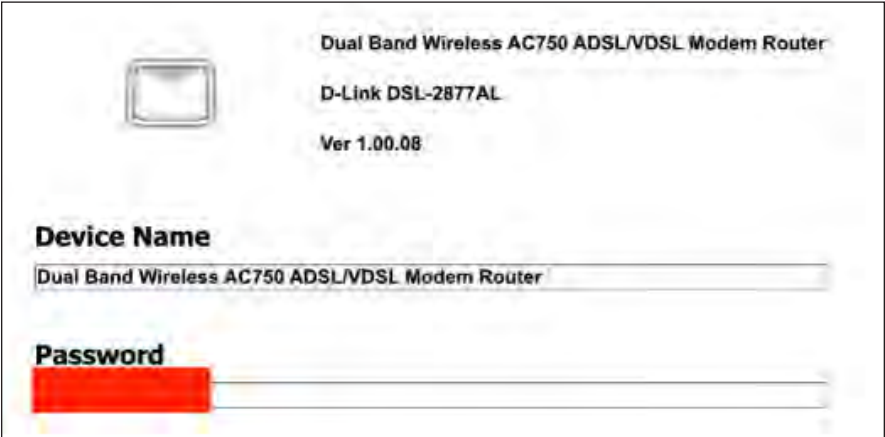 Dual Band Wireless AC750 ADSL/VDSL Modem Router
D-Link DSL-2877AL
Ver 1.00.08
Device Name
Dual Band Wireless AC750 ADSL/VDSL Modem Router
Password